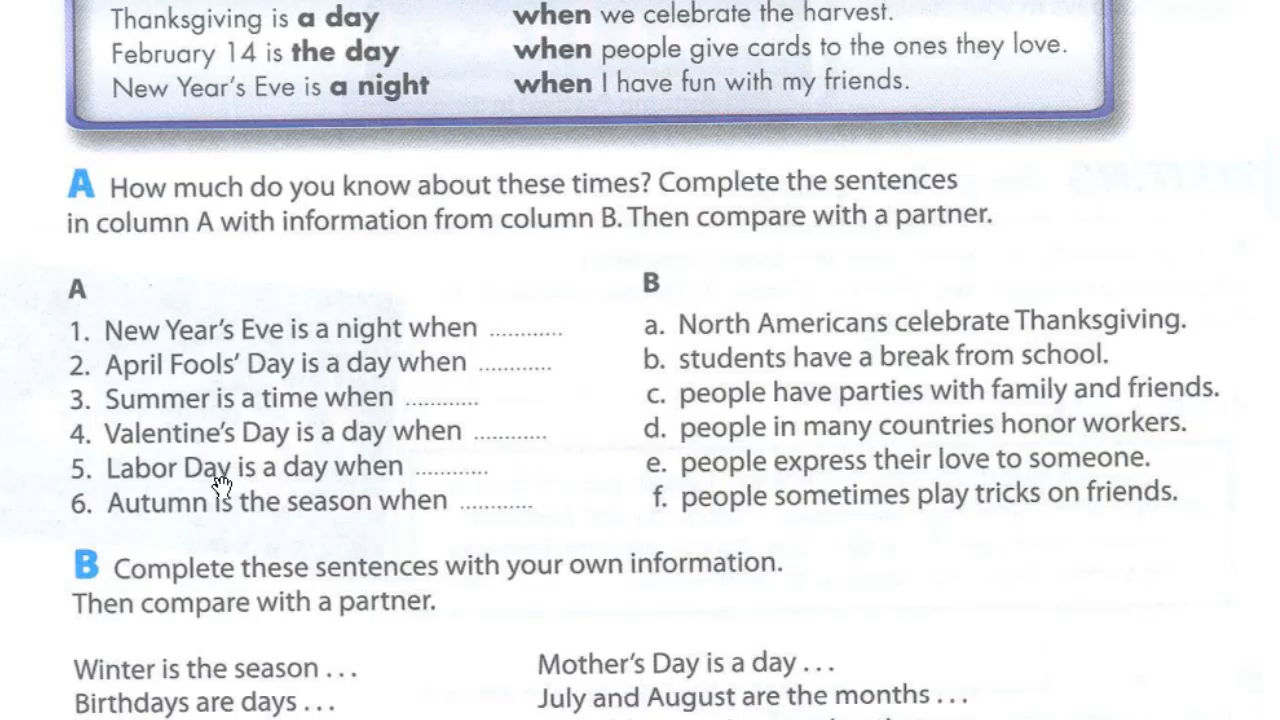 Thanksgiving is a day when we celebrate the harvest.
February 14 is the day when people give cards to the ones they love.
New Year's Eve is a night when I have fun with my friends.
A How much do you know about these times? Complete the sentences
in column A with information from column B. Then compare with a partner.
A
1. New Year's Eve is a night when ............
2. April Fools' Day is a day when ............
3. Summer is a time when ............
4. Valentine's Day is a day when ............
5. Labor Day is a day when ............
6. Autumn is the season when ............
B
a. North Americans celebrate Thanksgiving.
b. students have a break from school.
c. people have parties with family and friends.
d. people in many countries honor workers.
e. people express their love to someone.
f. people sometimes play tricks on friends.
B Complete these sentences with your own information.
Then compare with a partner.
Winter is the season . . .
Birthdays are days . . .
Mother's Day is a day . . .
July and August are the months . . .